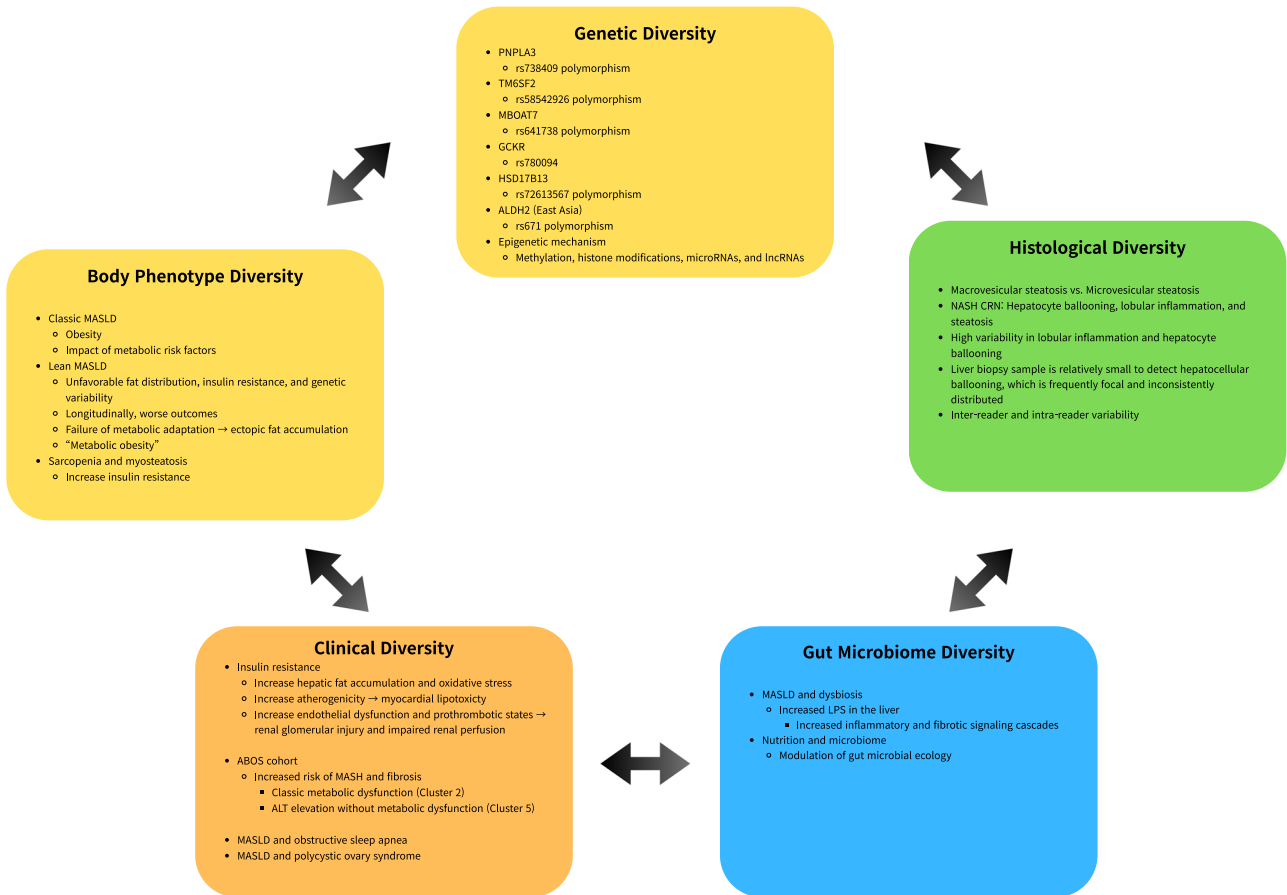 Genetic Diversity
PNPLA3
rs738409 polymorphism
TM6SF2
rs58542926 polymorphism
MBOAT7
rs641738 polymorphism
GCKR
rs780094
HSD17B13
rs72613567 polymorphism
ALDH2 (East Asia)
rs671 polymorphism
Epigenetic mechanism
Methylation, histone modifications, microRNAs, and lncRNAs
Body Phenotype Diversity
Classic MASLD
Obesity
Impact of metabolic risk factors
Lean MASLD
Unfavorable fat distribution, insulin resistance, and genetic
variability
Longitudinally, worse outcomes
Failure of metabolic adaptation → ectopic fat accumulation
“Metabolic obesity”
Sarcopenia and myosteatosis
Increase insulin resistance
Histological Diversity
Macrovesicular steatosis vs. Microvesicular steatosis
NASH CRN: Hepatocyte ballooning, lobular inflammation, and
steatosis
High variability in lobular inflammation and hepatocyte
ballooning
Liver biopsy sample is relatively small to detect hepatocellular
ballooning, which is frequently focal and inconsistently
distributed
Inter-reader and intra-reader variability
Clinical Diversity
Insulin resistance
Increase hepatic fat accumulation and oxidative stress
Increase atherogenicity → myocardial lipotoxicty
Increase endothelial dysfunction and prothrombotic states →
renal glomerular injury and impaired renal perfusion
ABOS cohort
Increased risk of MASH and fibrosis
Classic metabolic dysfunction (Cluster 2)
ALT elevation without metabolic dysfunction (Cluster 5)
MASLD and obstructive sleep apnea
MASLD and polycystic ovary syndrome
Gut Microbiome Diversity
MASLD and dysbiosis
Increased LPS in the liver
Increased inflammatory and fibrotic signaling cascades
Nutrition and microbiome
Modulation of gut microbial ecology